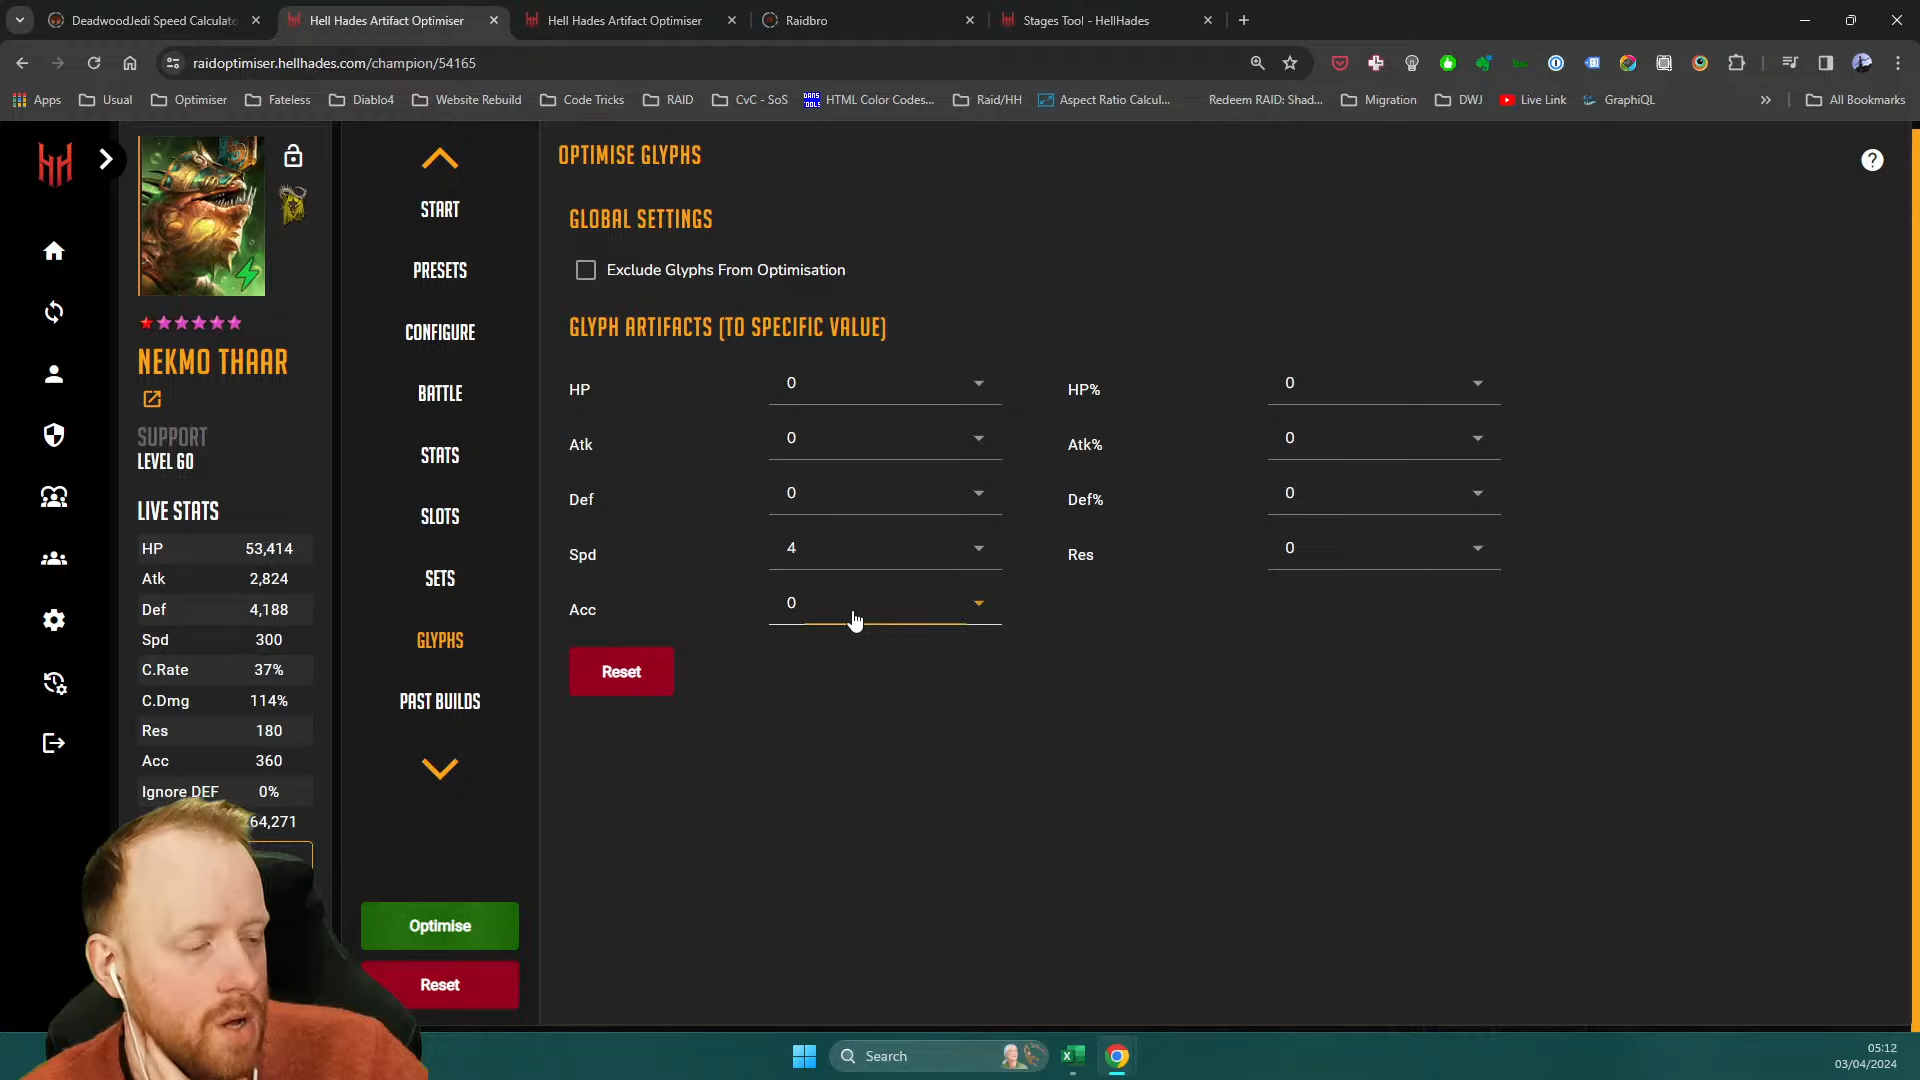 DeadwoodJedi Speed Calculato
Hell Hades Artifact Optimiser
Hell Hades Artifact Optimiser
Raidbro
Stages Tool - HellHades
raidoptimiser.hellhades.com/champion/54165
Apps
Usual
Optimiser
Fateless
Diablo4
Website Rebuild
Code Tricks
RAID
CvC - SoS
HTML Color Codes...
Raid/HH
Aspect Ratio Calcul...
Redeem RAID: Shad...
Migration
DWJ
Live Link
GraphiQL
All Bookmarks
NEKMO THAAR
SUPPORT
LEVEL 60
LIVE STATS
HP 53,414
Atk 2,824
Def 4,188
Spd 300
C.Rate 37%
C.Dmg 114%
Res 180
Acc 360
Ignore DEF 0%
64,271
START
PRESETS
CONFIGURE
BATTLE
STATS
SLOTS
SETS
GLYPHS
PAST BUILDS
Optimise
Reset
OPTIMISE GLYPHS
GLOBAL SETTINGS
Exclude Glyphs From Optimisation
GLYPH ARTIFACTS (TO SPECIFIC VALUE)
HP 0 HP% 0
Atk 0 Atk% 0
Def 0 Def% 0
Spd 4 Res 0
Acc 0
Reset
Search
05:12
03/04/2024